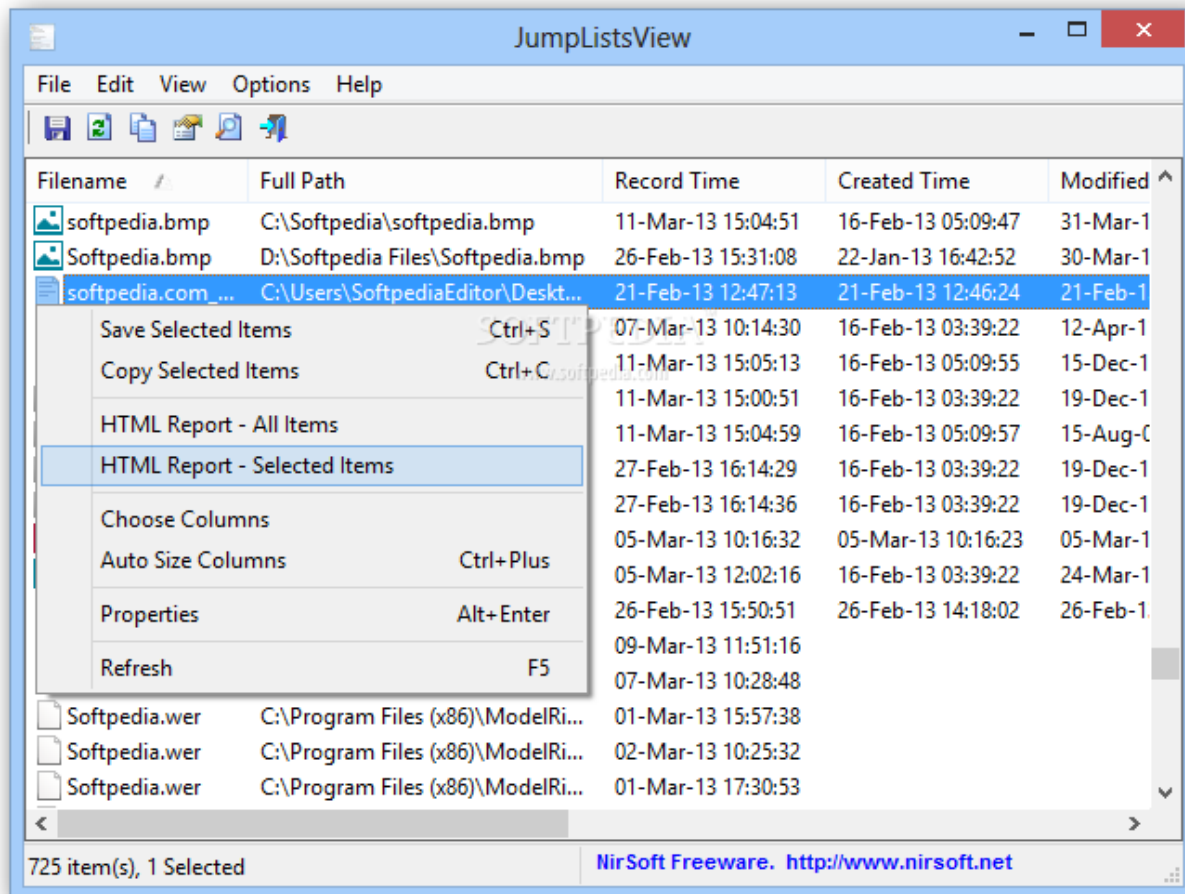 JumpListsView
File Edit View Options Help
Filename Full Path Record Time Created Time Modified
softpedia.bmp C:\Softpedia\softpedia.bmp 11-Mar-13 15:04:51 16-Feb-13 05:09:47 31-Mar-1
Softpedia.bmp D:\Softpedia Files\Softpedia.bmp 26-Feb-13 15:31:08 22-Jan-13 16:42:52 30-Mar-1
softpedia.com_... C:\Users\SoftpediaEditor\Deskt... 21-Feb-13 12:47:13 21-Feb-13 12:46:24 21-Feb-1
Save Selected Items Ctrl+S 07-Mar-13 10:14:30 16-Feb-13 03:39:22 12-Apr-1
SOFTPEDIA
Copy Selected Items Ctrl+C 11-Mar-13 15:05:13 16-Feb-13 05:09:55 15-Dec-1
www.softpedia.com
11-Mar-13 15:00:51 16-Feb-13 03:39:22 19-Dec-1
HTML Report - All Items
11-Mar-13 15:04:59 16-Feb-13 05:09:57 15-Aug-0
HTML Report - Selected Items 27-Feb-13 16:14:29 16-Feb-13 03:39:22 19-Dec-1
27-Feb-13 16:14:36 16-Feb-13 03:39:22 19-Dec-1
Choose Columns
05-Mar-13 10:16:32 05-Mar-13 10:16:23 05-Mar-1
Auto Size Columns Ctrl+Plus
05-Mar-13 12:02:16 16-Feb-13 03:39:22 24-Mar-1
Properties Alt+Enter 26-Feb-13 15:50:51 26-Feb-13 14:18:02 26-Feb-1
09-Mar-13 11:51:16
Refresh F5
07-Mar-13 10:28:48
Softpedia.wer C:\Program Files (x86)\ModelRi... 01-Mar-13 15:57:38
Softpedia.wer C:\Program Files (x86)\ModelRi... 02-Mar-13 10:25:32
Softpedia.wer C:\Program Files (x86)\ModelRi... 01-Mar-13 17:30:53
725 item(s), 1 Selected NirSoft Freeware. http://www.nirsoft.net